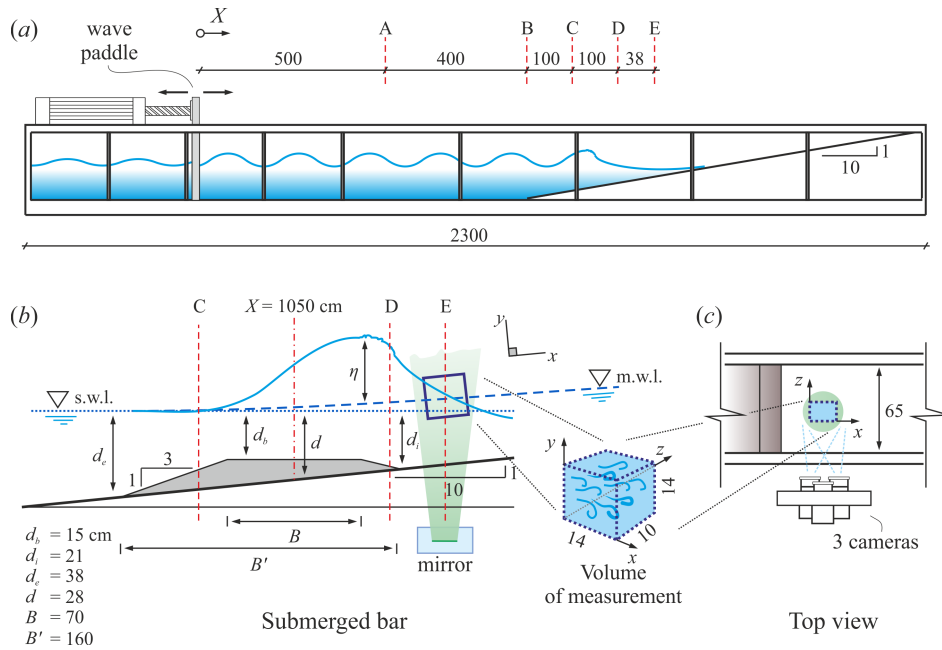 (a)
wave
paddle
X
A B C D E
500 400 100 100 38
1
10
2300
(b)
C X = 1050 cm D E
y
x
η
s.w.l.
m.w.l.
d_e d_b d d_i
3
1
1
10
B
B'
mirror
d_b = 15 cm
d_i = 21
d_e = 38
d = 28
B = 70
B' = 160
Submerged bar
y
z
14
14
10
x
Volume
of measurement
(c)
z
x
65
3 cameras
Top view